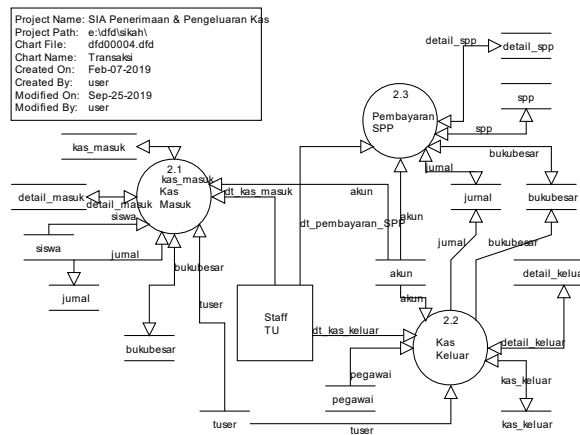 Project Name: SIA Penerimaan & Pengeluaran Kas
Project Path: e:\dfd\sikah\
Chart File: dfd00004.dfd
Chart Name: Transaksi
Created On: Feb-07-2019
Created By: user
Modified On: Sep-25-2019
Modified By: user
detail_spp
detail_spp
2.3
Pembayaran
SPP
spp
spp
kas_masuk
2.1
kas_masuk
Kas
Masuk
detail_masuk
detail_masuk
dt_kas_masuk
akun
akun
jurnal
bukubesar
jurnal
bukubesar
siswa
siswa
jurnal
bukubesar
dt_pembayaran_SPP
jurnal
bukubesar
jurnal
akun
akun
detail_keluar
tuser
Staff
TU
2.2
Kas
Keluar
dt_kas_keluar
detail_keluar
bukubesar
pegawai
pegawai
kas_keluar
tuser
tuser
kas_keluar